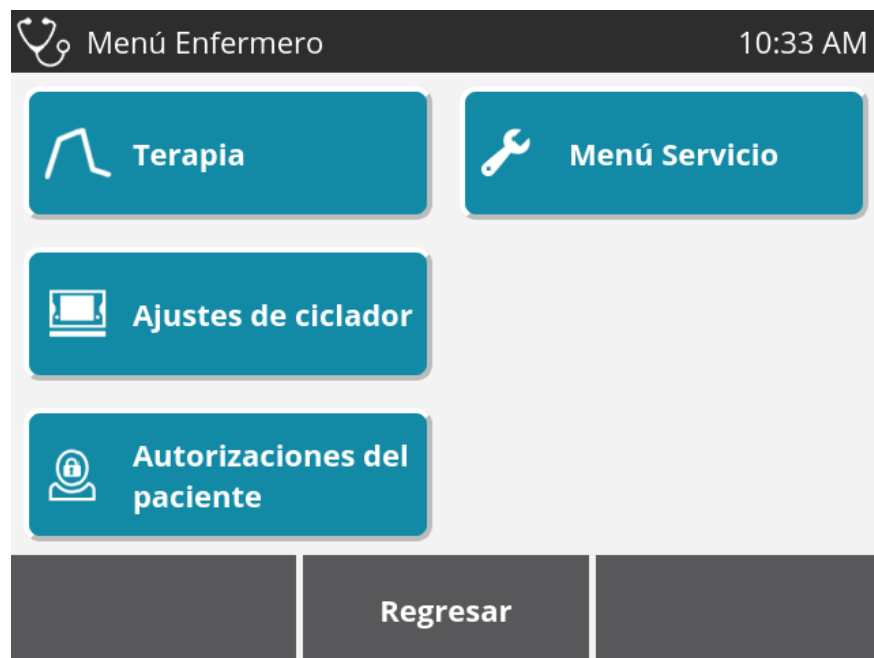 Menú Enfermero
10:33 AM
Terapia
Menú Servicio
Ajustes de ciclador
Autorizaciones del
paciente
Regresar